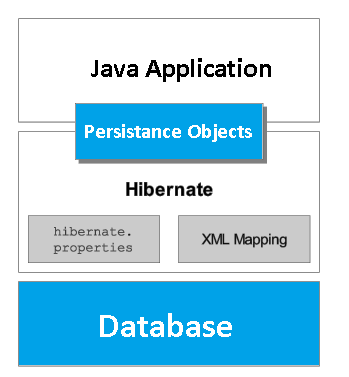 Java Application
Persistance Objects
Hibernate
hibernate.
properties
XML Mapping
Database